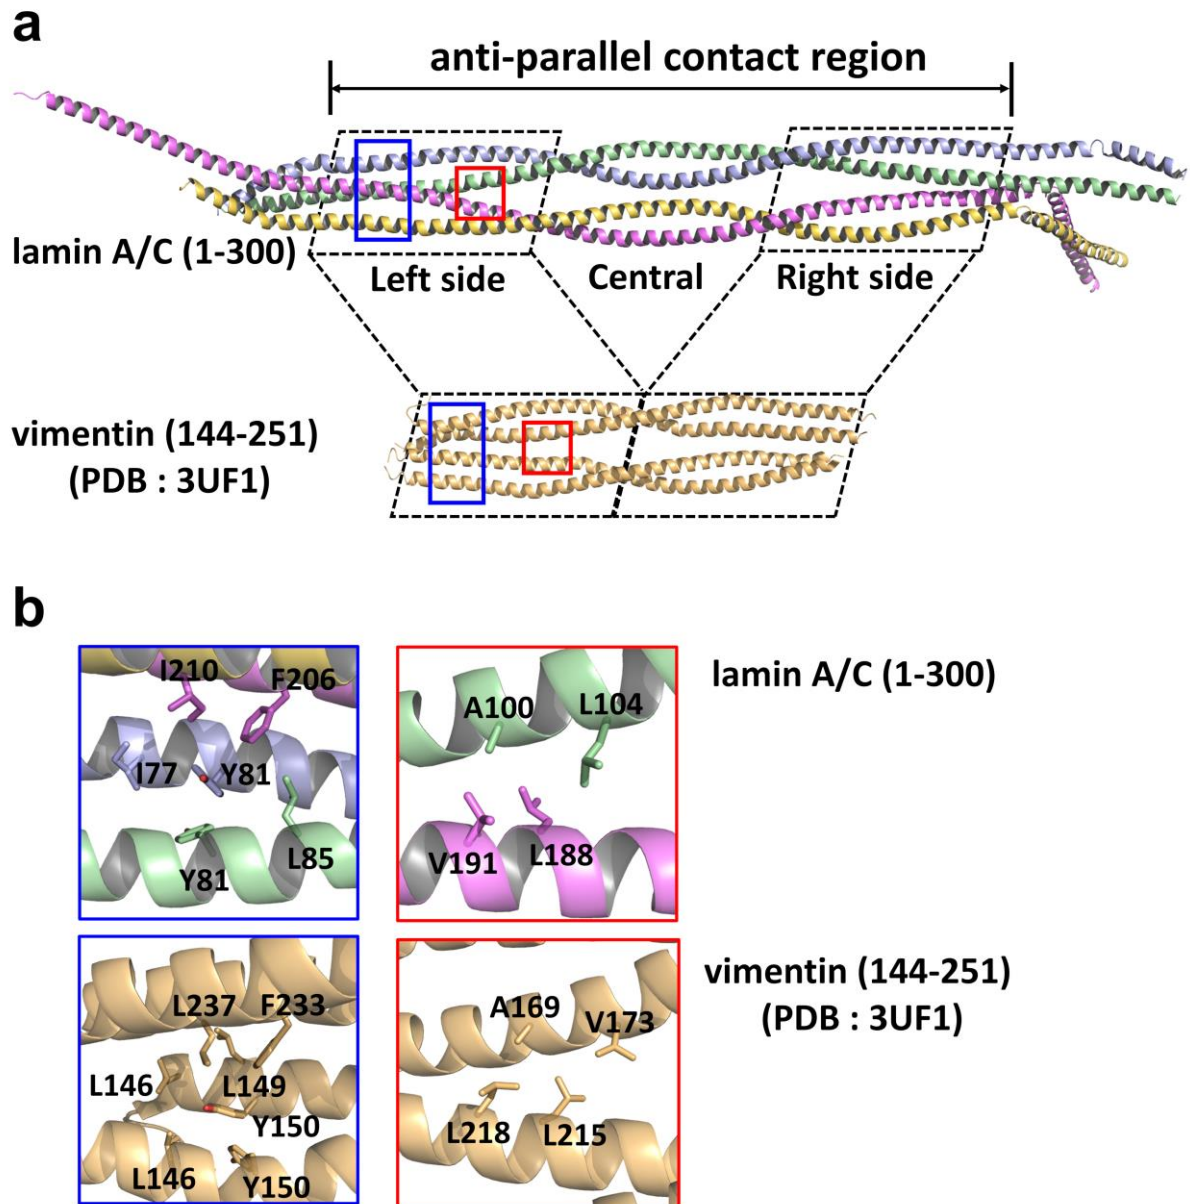 a
anti-parallel contact region
lamin A/C (1-300)
Left side
Central
Right side
vimentin (144-251)
(PDB : 3UF1)
b
I210
F206
I77
Y81
L85
Y81
A100
L104
V191
L188
lamin A/C (1-300)
L237
F233
L146
L149
Y150
L146
Y150
A169
V173
L218
L215
vimentin (144-251)
(PDB : 3UF1)